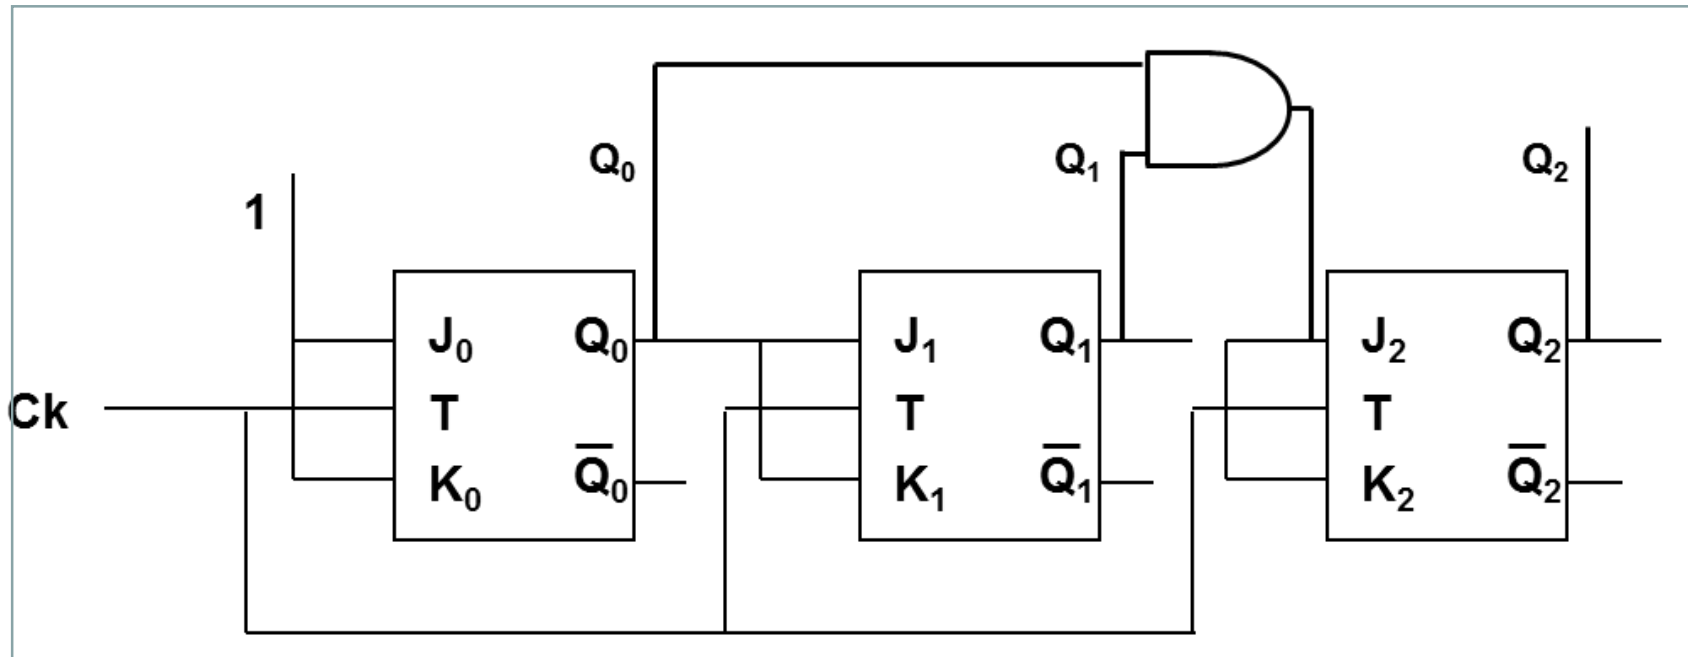 Q₀ Q₁ Q₂
1
J₀ Q₀ J₁ Q₁ J₂ Q₂
Ck T T T
K₀ Q̅₀ K₁ Q̅₁ K₂ Q̅₂